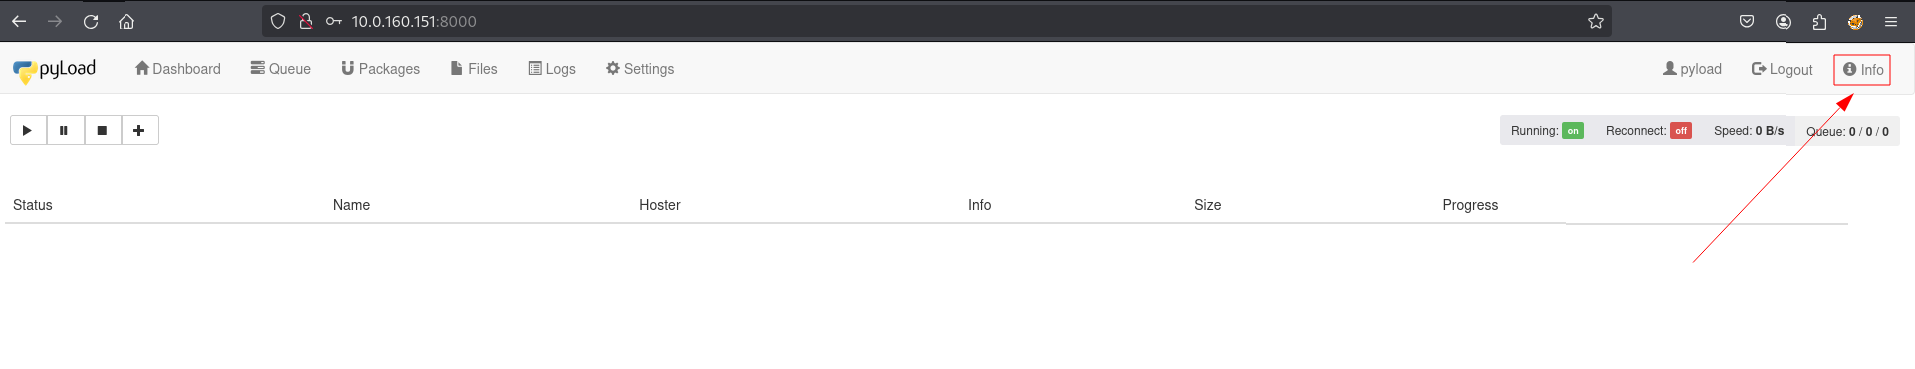 10.0.160.151:8000
pyLoad Dashboard Queue Packages Files Logs Settings pyload Logout Info
Running: on Reconnect: off Speed: 0 B/s Queue: 0 / 0 / 0
Status Name Hoster Info Size Progress